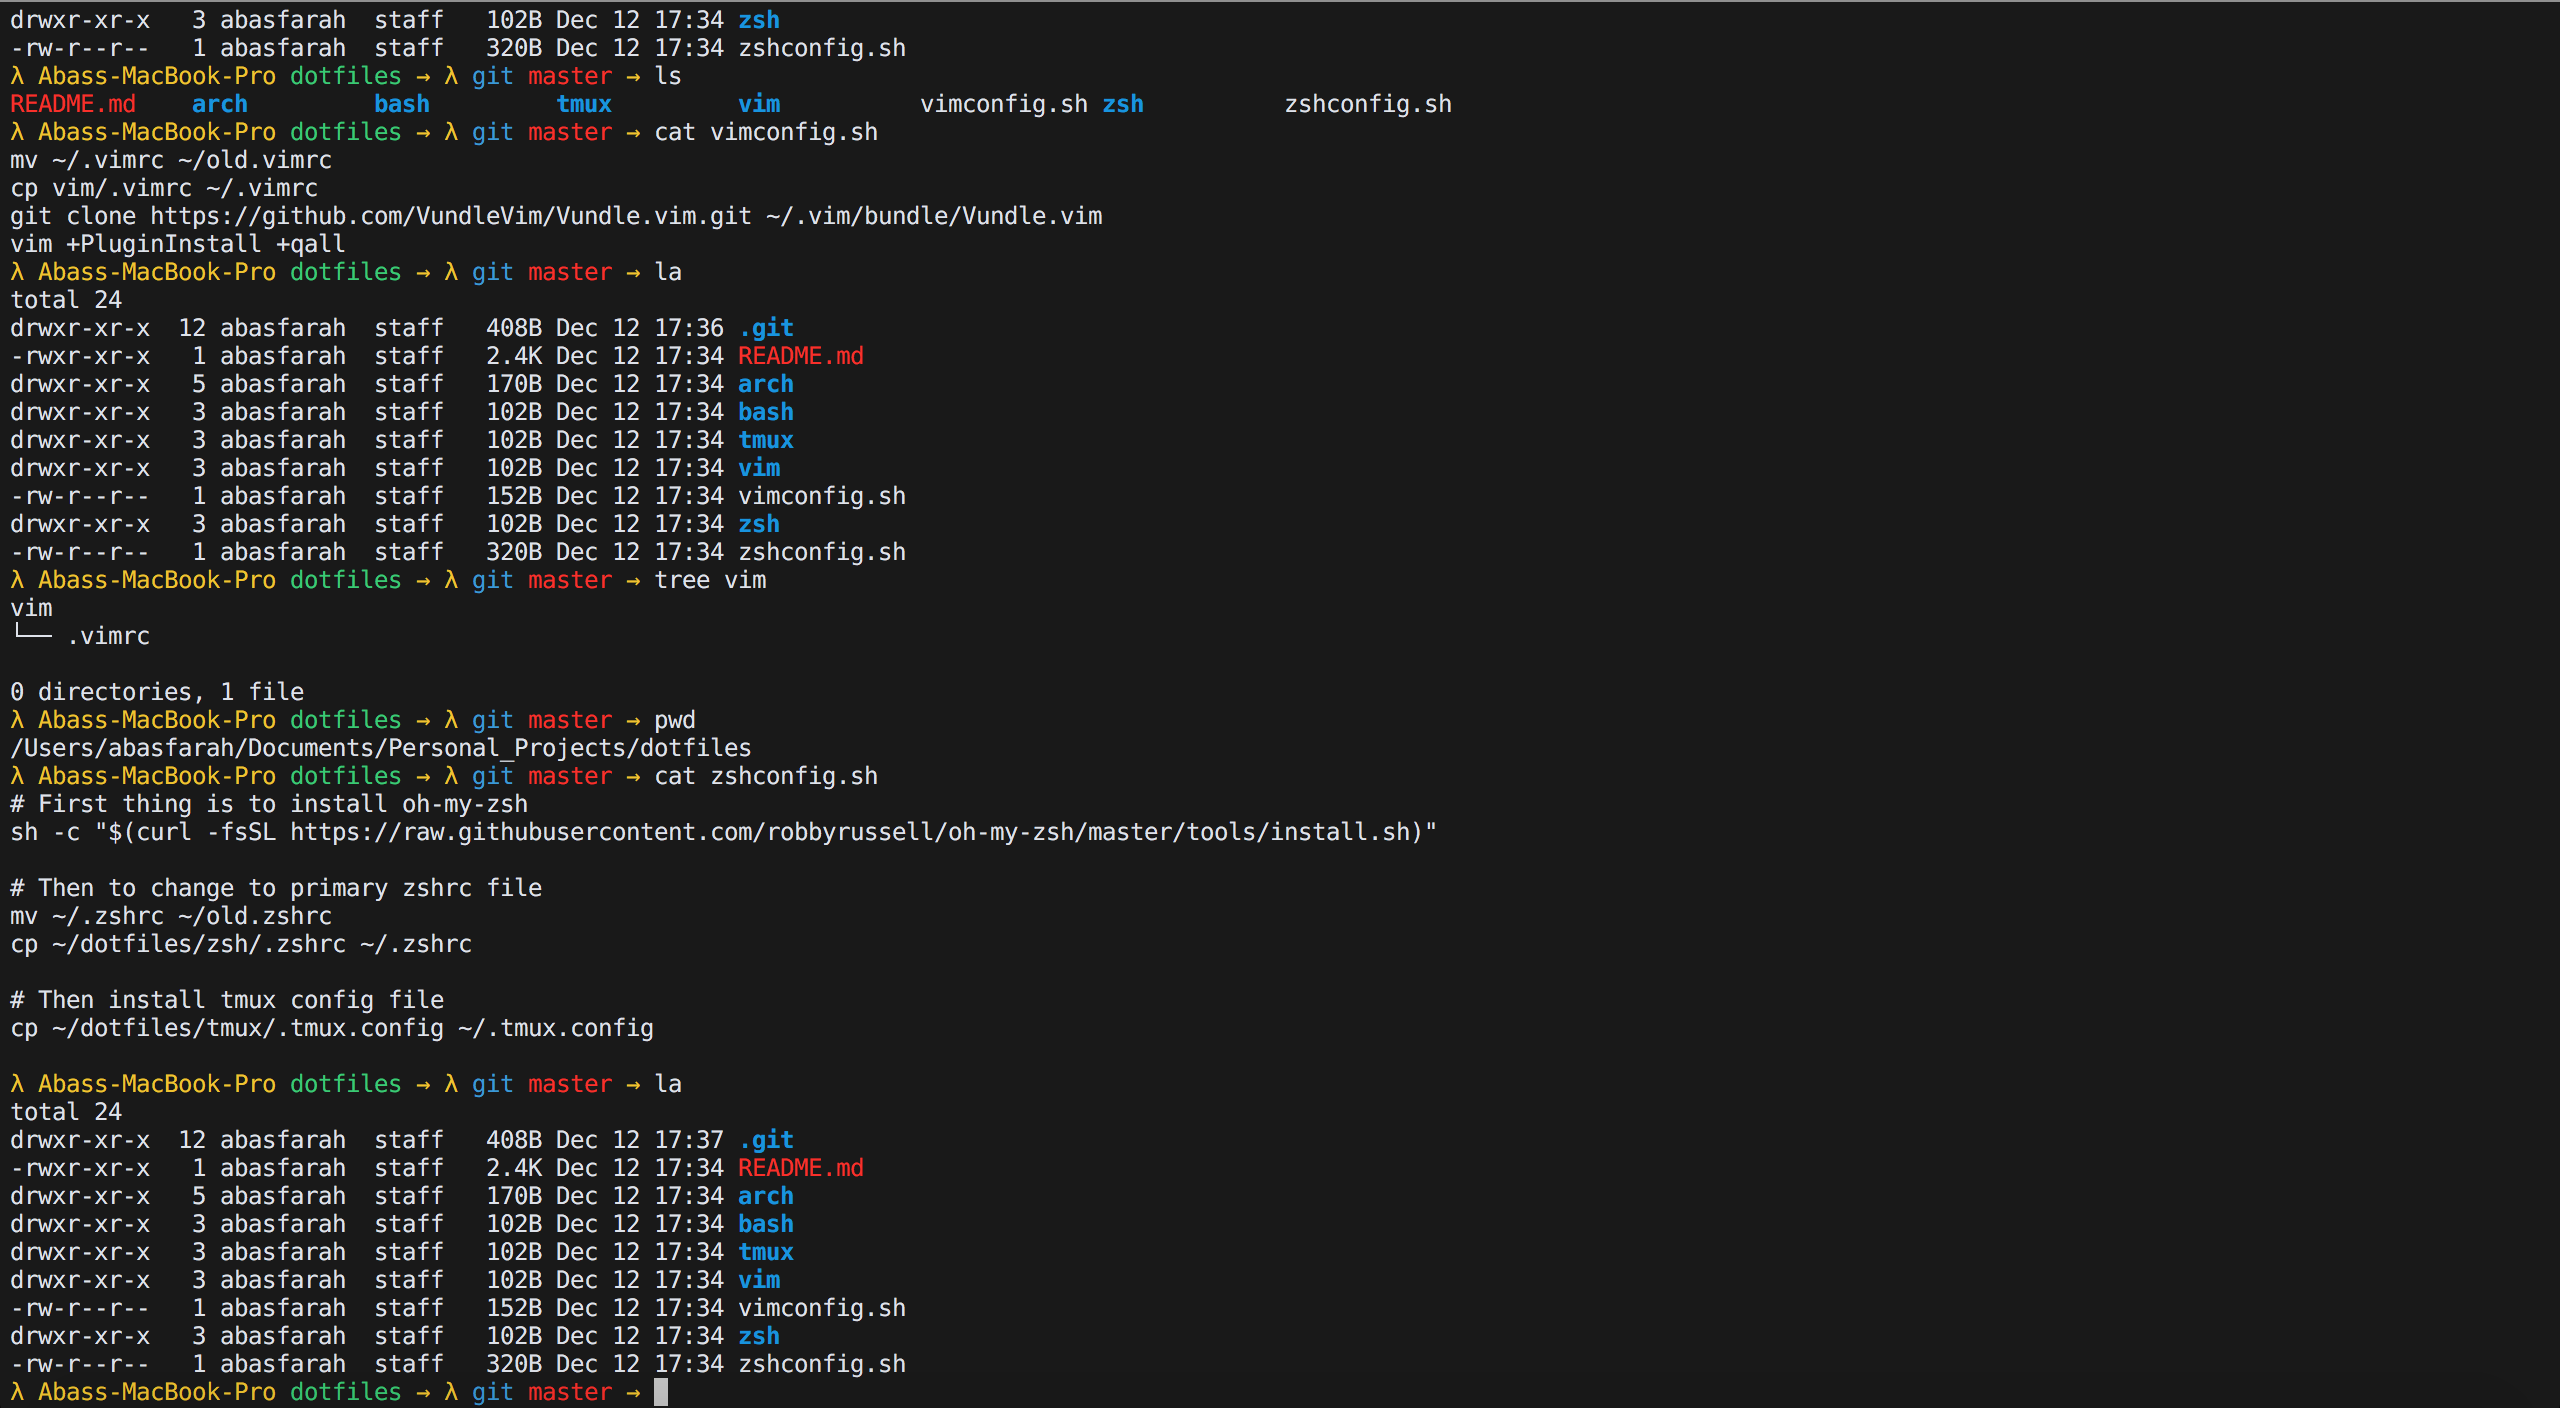 drwxr-xr-x   3 abasfarah  staff   102B Dec 12 17:34 zsh
-rw-r--r--   1 abasfarah  staff   320B Dec 12 17:34 zshconfig.sh
λ Abass-MacBook-Pro dotfiles → λ git master → ls
README.md    arch         bash         tmux         vim          vimconfig.sh zsh          zshconfig.sh
λ Abass-MacBook-Pro dotfiles → λ git master → cat vimconfig.sh
mv ~/.vimrc ~/old.vimrc
cp vim/.vimrc ~/.vimrc
git clone https://github.com/VundleVim/Vundle.vim.git ~/.vim/bundle/Vundle.vim
vim +PluginInstall +qall
λ Abass-MacBook-Pro dotfiles → λ git master → la
total 24
drwxr-xr-x  12 abasfarah  staff   408B Dec 12 17:36 .git
-rwxr-xr-x   1 abasfarah  staff   2.4K Dec 12 17:34 README.md
drwxr-xr-x   5 abasfarah  staff   170B Dec 12 17:34 arch
drwxr-xr-x   3 abasfarah  staff   102B Dec 12 17:34 bash
drwxr-xr-x   3 abasfarah  staff   102B Dec 12 17:34 tmux
drwxr-xr-x   3 abasfarah  staff   102B Dec 12 17:34 vim
-rw-r--r--   1 abasfarah  staff   152B Dec 12 17:34 vimconfig.sh
drwxr-xr-x   3 abasfarah  staff   102B Dec 12 17:34 zsh
-rw-r--r--   1 abasfarah  staff   320B Dec 12 17:34 zshconfig.sh
λ Abass-MacBook-Pro dotfiles → λ git master → tree vim
vim
└── .vimrc
0 directories, 1 file
λ Abass-MacBook-Pro dotfiles → λ git master → pwd
/Users/abasfarah/Documents/Personal_Projects/dotfiles
λ Abass-MacBook-Pro dotfiles → λ git master → cat zshconfig.sh
# First thing is to install oh-my-zsh
sh -c "$(curl -fsSL https://raw.githubusercontent.com/robbyrussell/oh-my-zsh/master/tools/install.sh)"
# Then to change to primary zshrc file
mv ~/.zshrc ~/old.zshrc
cp ~/dotfiles/zsh/.zshrc ~/.zshrc
# Then install tmux config file
cp ~/dotfiles/tmux/.tmux.config ~/.tmux.config
λ Abass-MacBook-Pro dotfiles → λ git master → la
total 24
drwxr-xr-x  12 abasfarah  staff   408B Dec 12 17:37 .git
-rwxr-xr-x   1 abasfarah  staff   2.4K Dec 12 17:34 README.md
drwxr-xr-x   5 abasfarah  staff   170B Dec 12 17:34 arch
drwxr-xr-x   3 abasfarah  staff   102B Dec 12 17:34 bash
drwxr-xr-x   3 abasfarah  staff   102B Dec 12 17:34 tmux
drwxr-xr-x   3 abasfarah  staff   102B Dec 12 17:34 vim
-rw-r--r--   1 abasfarah  staff   152B Dec 12 17:34 vimconfig.sh
drwxr-xr-x   3 abasfarah  staff   102B Dec 12 17:34 zsh
-rw-r--r--   1 abasfarah  staff   320B Dec 12 17:34 zshconfig.sh
λ Abass-MacBook-Pro dotfiles → λ git master →